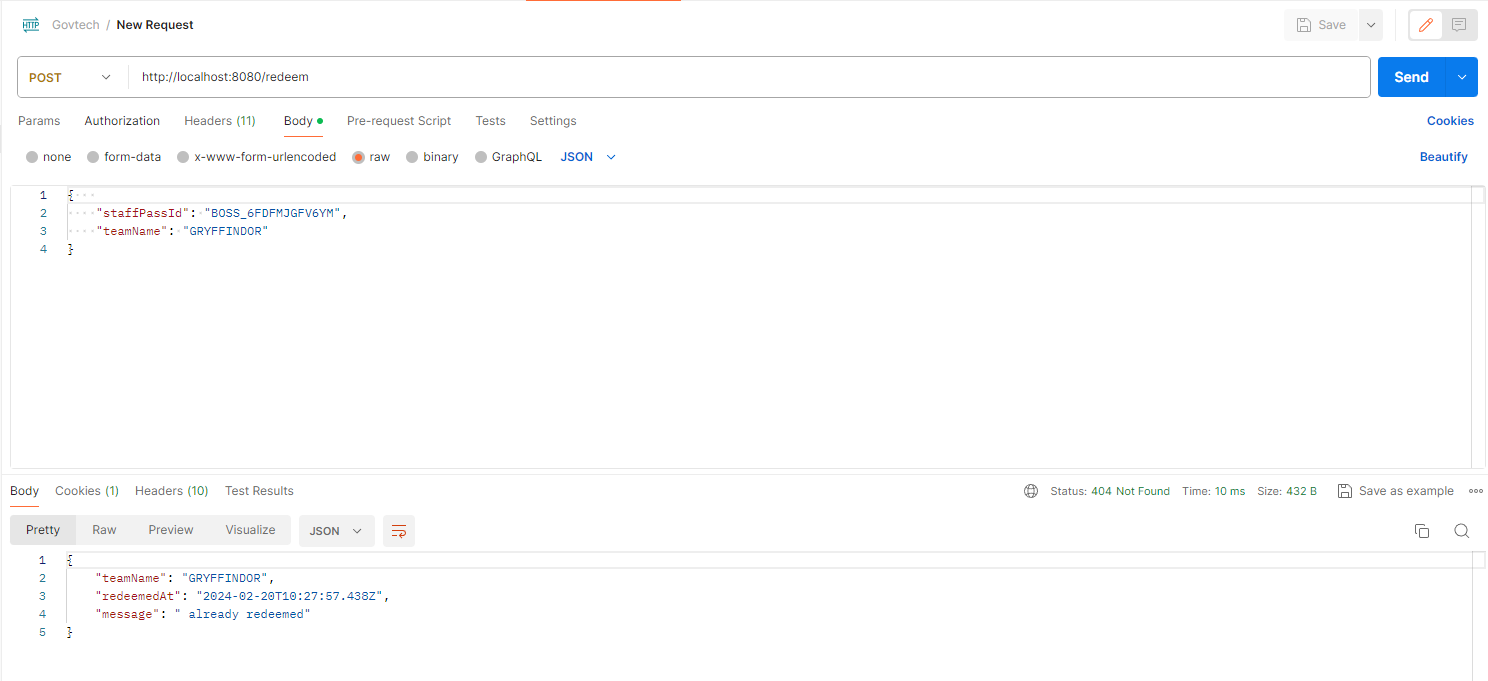 HTTP Govtech / New Request Save
POST http://localhost:8080/redeem Send
Params Authorization Headers (11) Body Pre-request Script Tests Settings Cookies
none form-data x-www-form-urlencoded raw binary GraphQL JSON Beautify
1 {
2 "staffPassId": "BOSS_6FDFMJGFV6YM",
3 "teamName": "GRYFFINDOR"
4 }
Body Cookies (1) Headers (10) Test Results Status: 404 Not Found Time: 10 ms Size: 432 B Save as example
Pretty Raw Preview Visualize JSON
1 {
2 "teamName": "GRYFFINDOR",
3 "redeemedAt": "2024-02-20T10:27:57.438Z",
4 "message": " already redeemed"
5 }